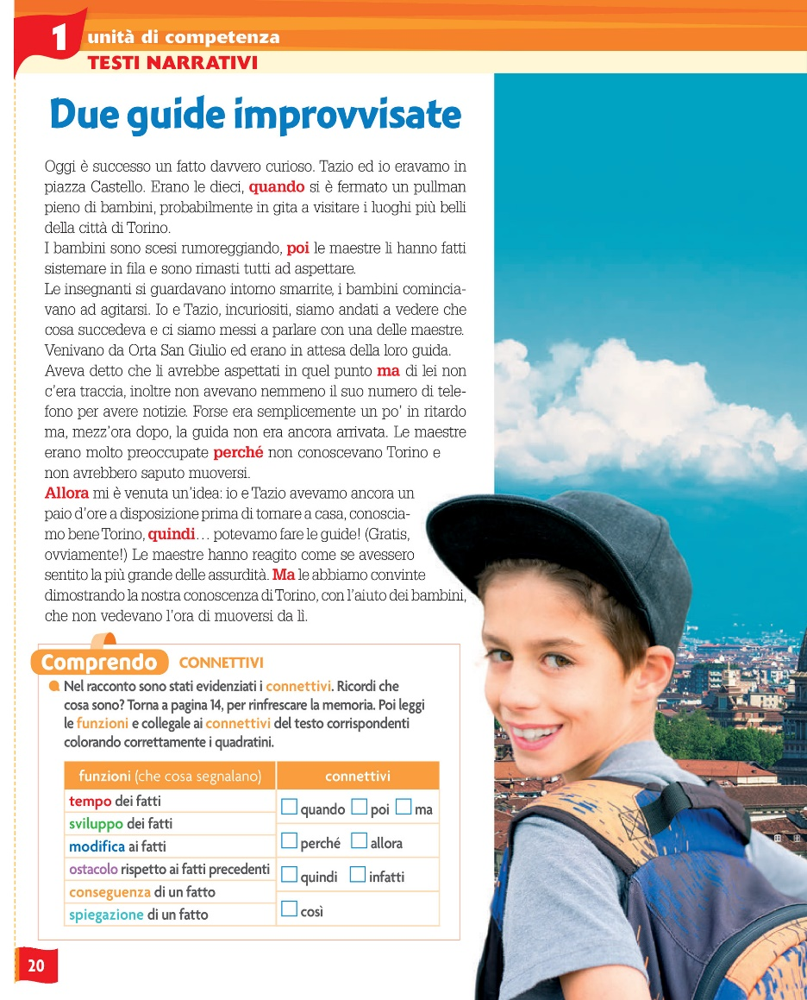 1
unità di competenza
TESTI NARRATIVI
Due guide improvvisate
Oggi è successo un fatto davvero curioso. Tazio ed io eravamo in
piazza Castello. Erano le dieci, quando si è fermato un pullman
pieno di bambini, probabilmente in gita a visitare i luoghi più belli
della città di Torino.
I bambini sono scesi rumoreggiando, poi le maestre li hanno fatti
sistemare in fila e sono rimasti tutti ad aspettare.
Le insegnanti si guardavano intorno smarrite, i bambini comincia-
vano ad agitarsi. Io e Tazio, incuriositi, siamo andati a vedere che
cosa succedeva e ci siamo messi a parlare con una delle maestre.
Venivano da Orta San Giulio ed erano in attesa della loro guida.
Aveva detto che li avrebbe aspettati in quel punto ma di lei non
c'era traccia, inoltre non avevano nemmeno il suo numero di tele-
fono per avere notizie. Forse era semplicemente un po' in ritardo
ma, mezz'ora dopo, la guida non era ancora arrivata. Le maestre
erano molto preoccupate perché non conoscevano Torino e
non avrebbero saputo muoversi.
Allora mi è venuta un'idea: io e Tazio avevamo ancora un
paio d'ore a disposizione prima di tornare a casa, conoscia-
mo bene Torino, quindi... potevamo fare le guide! (Gratis,
ovviamente!) Le maestre hanno reagito come se avessero
sentito la più grande delle assurdità. Ma le abbiamo convinte
dimostrando la nostra conoscenza di Torino, con l'aiuto dei bambini,
che non vedevano l'ora di muoversi da lì.
Comprendo CONNETTIVI
Nel racconto sono stati evidenziati i connettivi. Ricordi che
cosa sono? Torna a pagina 14, per rinfrescare la memoria. Poi leggi
le funzioni e collegale ai connettivi del testo corrispondenti
colorando correttamente i quadratini.
funzioni (che cosa segnalano)
tempo dei fatti
sviluppo dei fatti
modifica ai fatti
ostacolo rispetto ai fatti precedenti
conseguenza di un fatto
spiegazione di un fatto
connettivi
quando poi ma
perché allora
quindi infatti
così
20